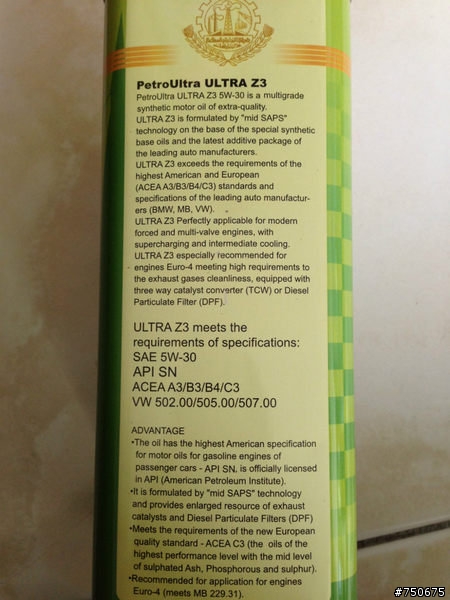 PetroUltra ULTRA Z3
PetroUltra ULTRA Z3 5W-30 is a multigrade
synthetic motor oil of extra-quality.
ULTRA Z3 is formulated by "mid SAPS"
technology on the base of the special synthetic
base oils and the latest additive package of
the leading auto manufacturers.
ULTRA Z3 exceeds the requirements of the
highest American and European
(ACEA A3/B3/B4/C3) standards and
specifications of the leading auto manufactur-
ers (BMW, MB, VW).
ULTRA Z3 Perfectly applicable for modern
forced and multi-valve engines, with
supercharging and intermediate cooling.
ULTRA Z3 especially recommended for
engines Euro-4 meeting high requirements to
the exhaust gases cleanliness, equipped with
three way catalyst converter (TCW) or Diesel
Particulate Filter (DPF).
ULTRA Z3 meets the
requirements of specifications:
SAE 5W-30
API SN
ACEA A3/B3/B4/C3
VW 502.00/505.00/507.00
ADVANTAGE
•The oil has the highest American specification
for motor oils for gasoline engines of
passenger cars - API SN. is officially licensed
in API (American Petroleum Institute).
•It is formulated by "mid SAPS" technology
and provides enlarged resource of exhaust
catalysts and Diesel Particulate Filters (DPF)
•Meets the requirements of the new European
quality standard - ACEA C3 (the oils of the
highest performance level with the mid level
of sulphated Ash, Phosphorous and sulphur).
•Recommended for application for engines
Euro-4 (meets MB 229.31).
#750675